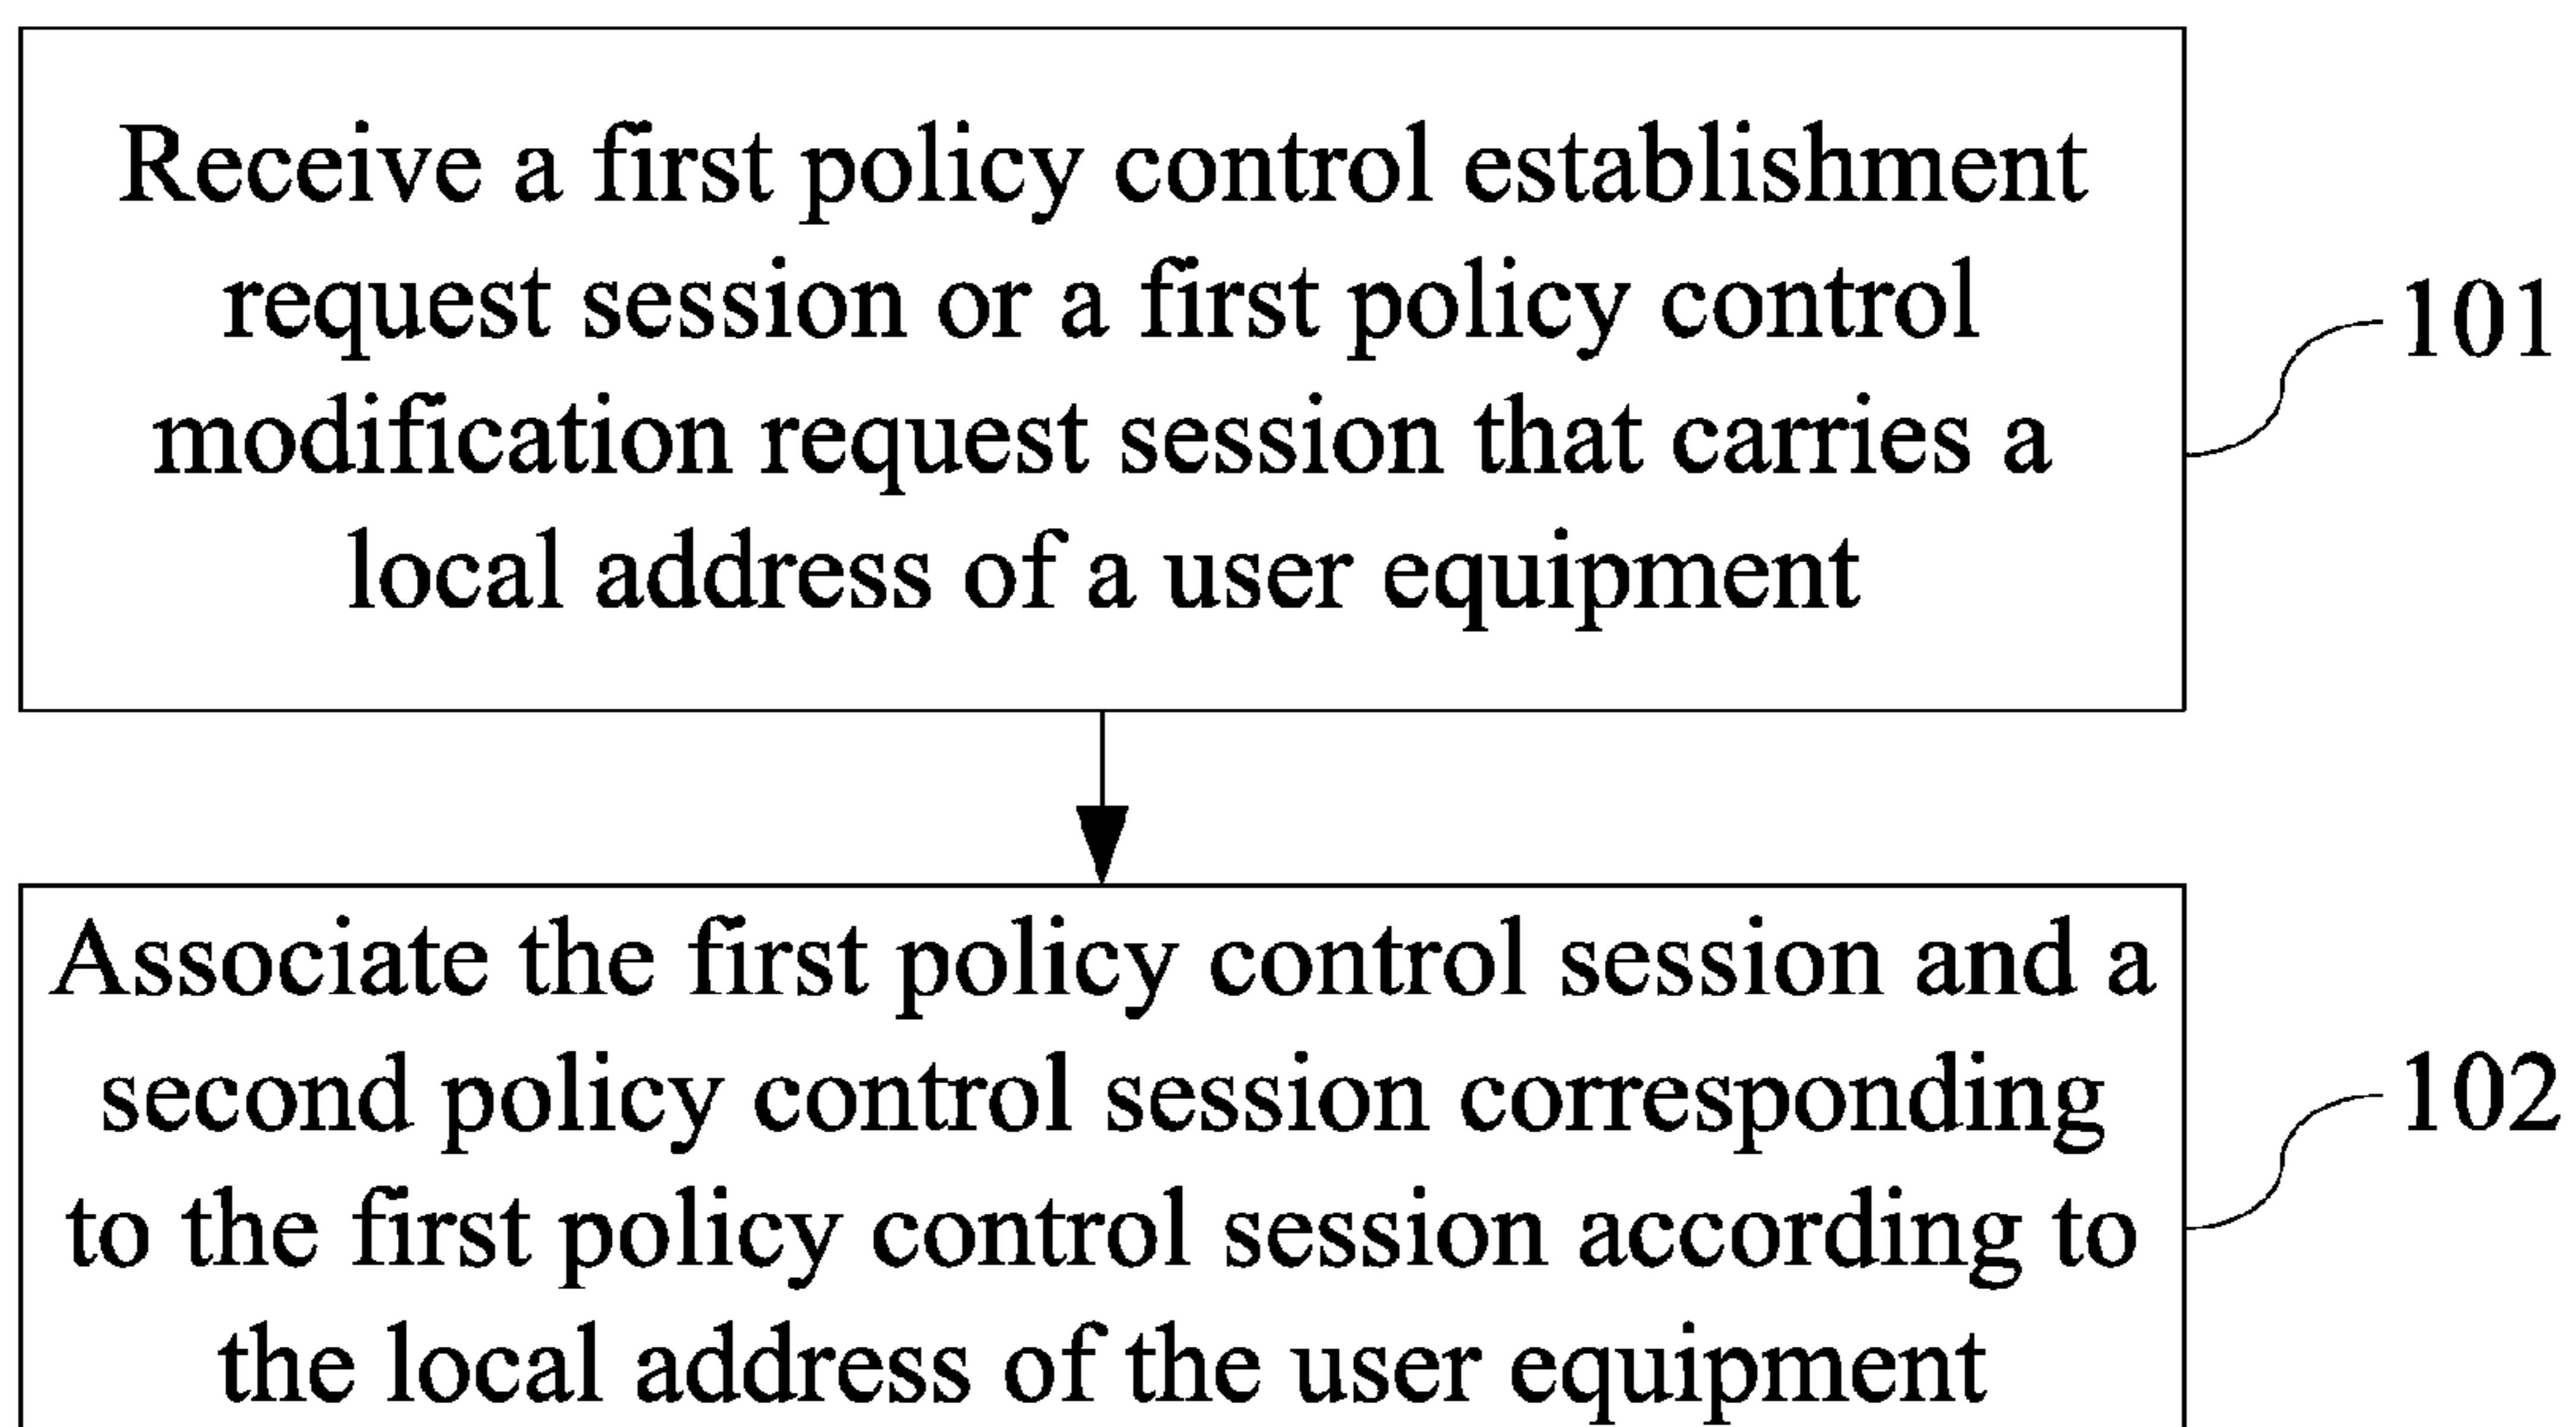 Receive a first policy control establishment
request session or a first policy control
modification request session that carries a
local address of a user equipment
101
Associate the first policy control session and a
second policy control session corresponding
to the first policy control session according to
the local address of the user equipment
102